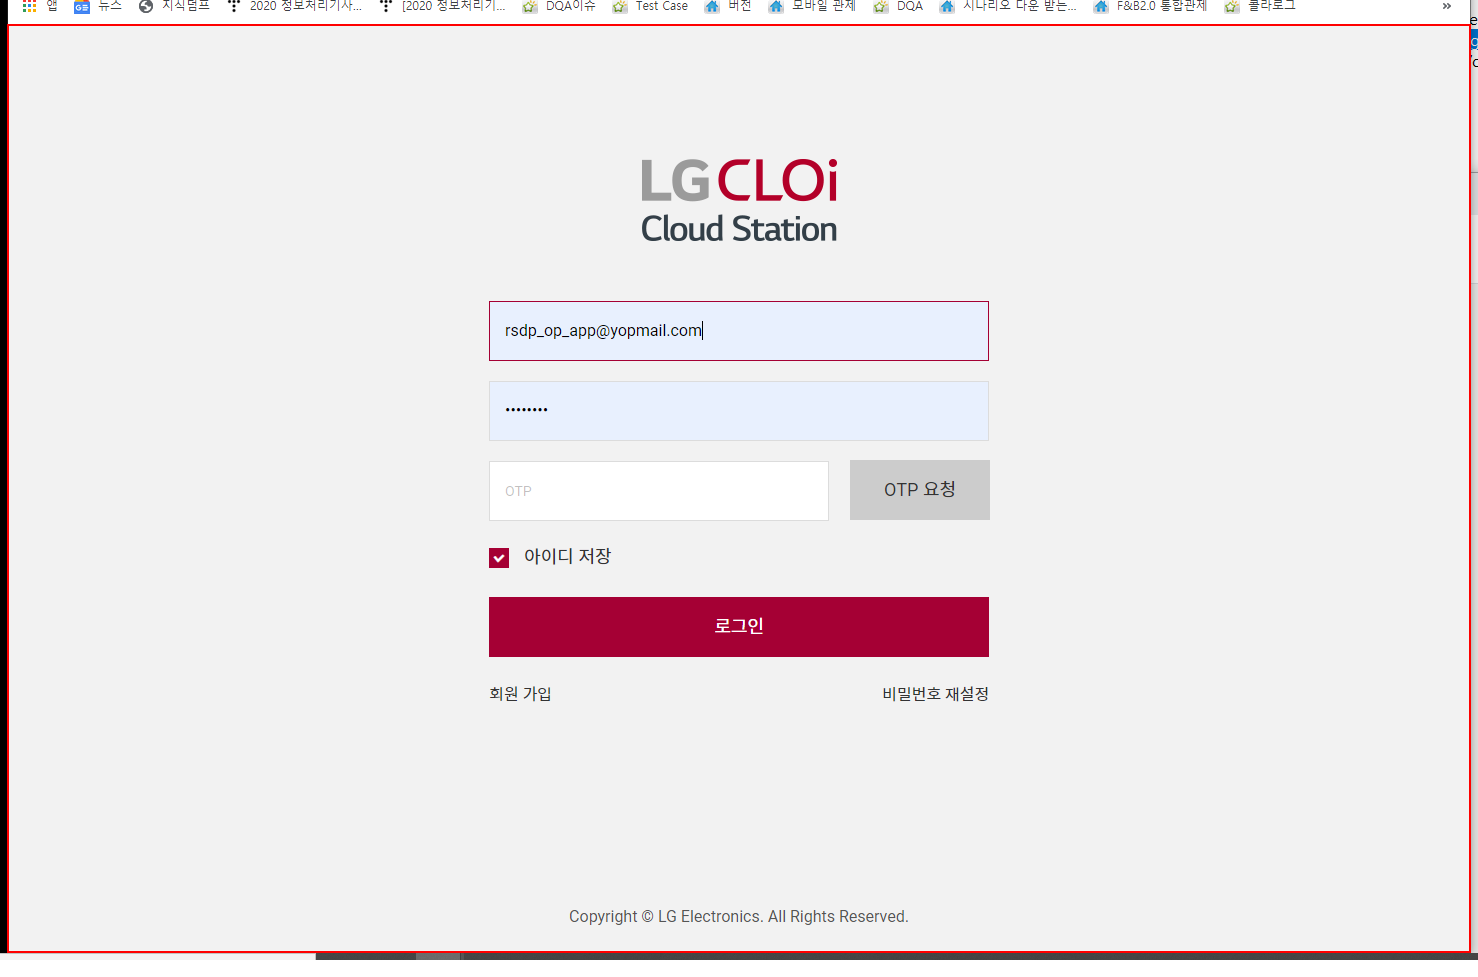 앱 뉴스 지식덤프 2020 정보처리기사... [2020 정보처리기... DQA이슈 Test Case 버전 모바일 관제 DQA 시나리오 다운 받는... F&B2.0 통합관제 콜라로그 »
LG CLOi
Cloud Station
rsdp_op_app@yopmail.com
••••••••
OTP OTP 요청
아이디 저장
로그인
회원 가입 비밀번호 재설정
Copyright © LG Electronics. All Rights Reserved.